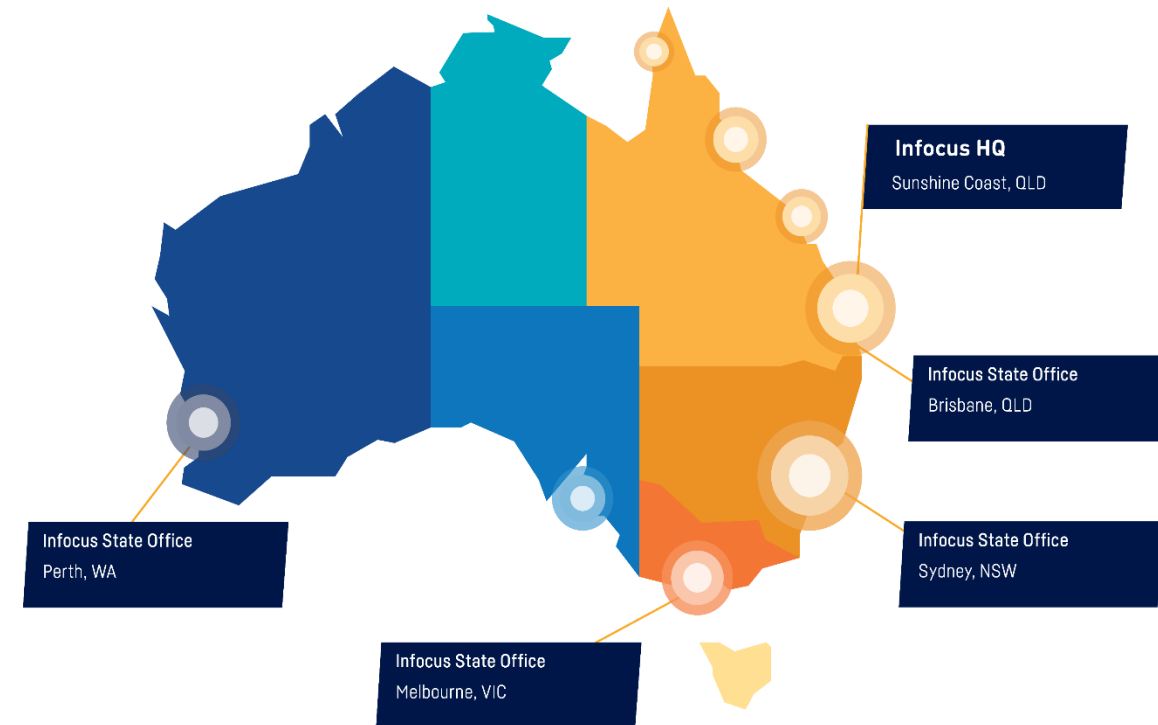 Infocus HQ
Sunshine Coast, QLD
Infocus State Office
Brisbane, QLD
Infocus State Office
Sydney, NSW
Infocus State Office
Perth, WA
Infocus State Office
Melbourne, VIC